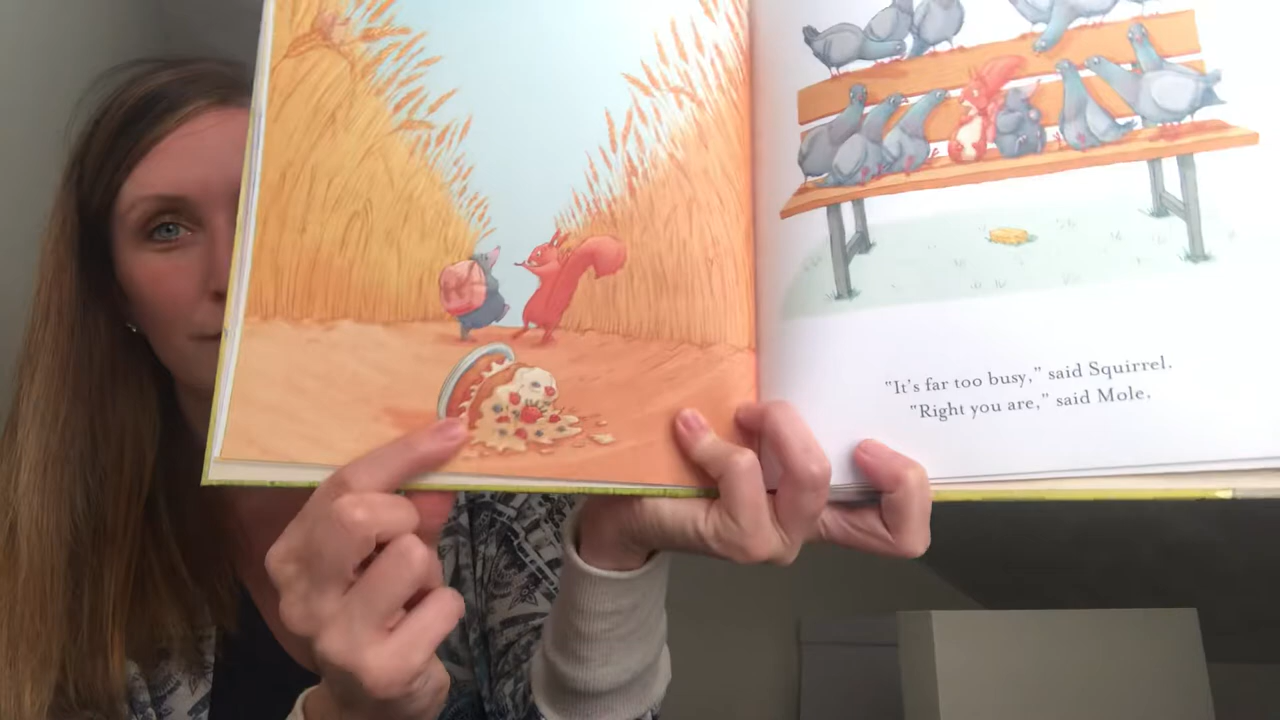 "It's far too busy," said Squirrel.
"Right you are," said Mole.